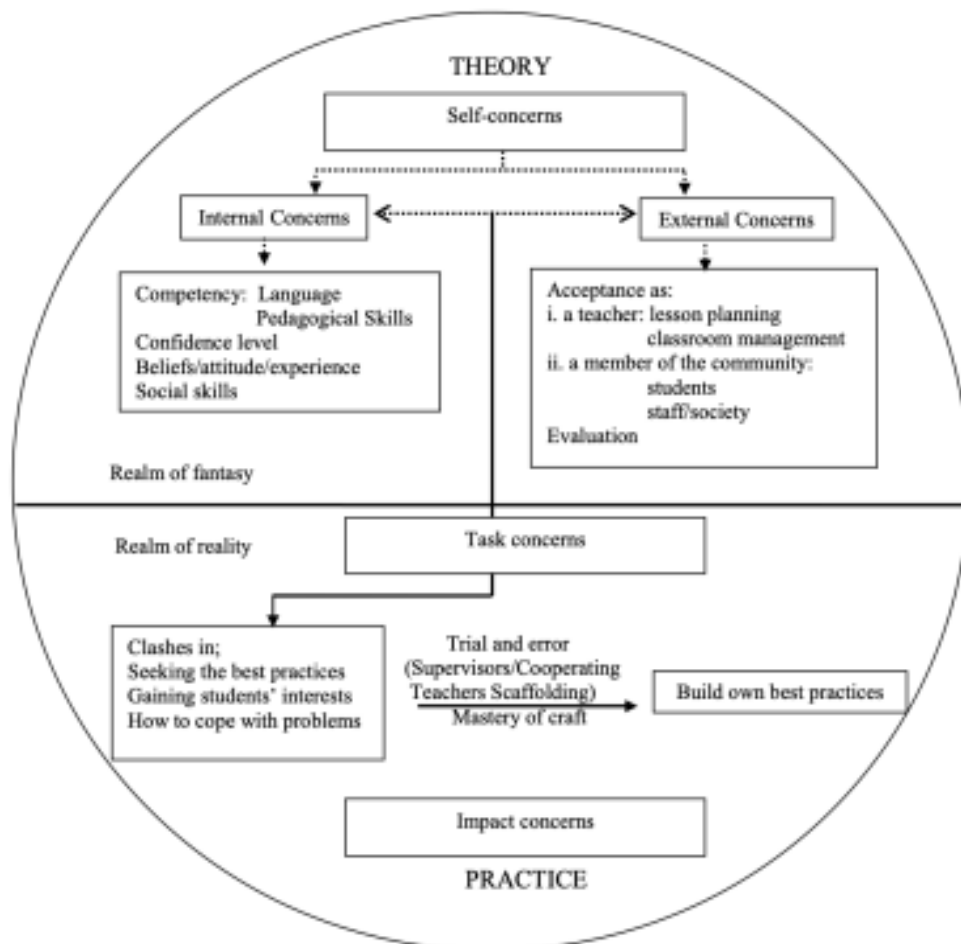 THEORY
Self-concerns
Internal Concerns
External Concerns
Competency: Language
Pedagogical Skills
Confidence level
Beliefs/attitude/experience
Social skills
Acceptance as:
i. a teacher: lesson planning
classroom management
ii. a member of the community:
students
staff/society
Evaluation
Realm of fantasy
Realm of reality
Task concerns
Clashes in;
Seeking the best practices
Gaining students' interests
How to cope with problems
Trial and error
(Supervisors/Cooperating
Teachers Scaffolding)
Mastery of craft
Build own best practices
Impact concerns
PRACTICE